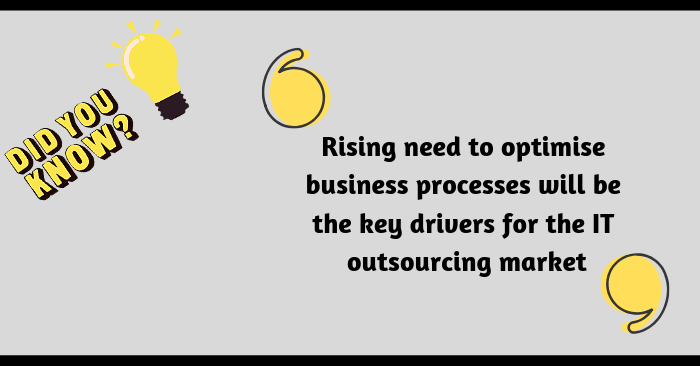 DID YOU
KNOW?
Rising need to optimise
business processes will be
the key drivers for the IT
outsourcing market